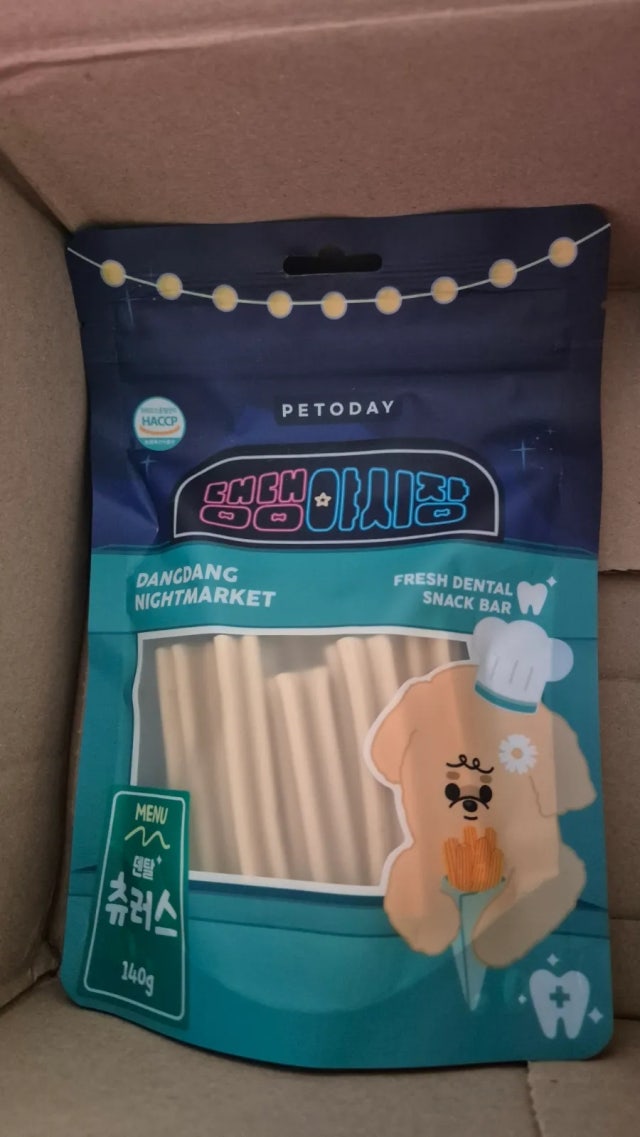 PETODAY
HACCP
댕댕야시장
DANGDANG
NIGHTMARKET
FRESH DENTAL
SNACK BAR
MENU
덴탈
츄러스
140g